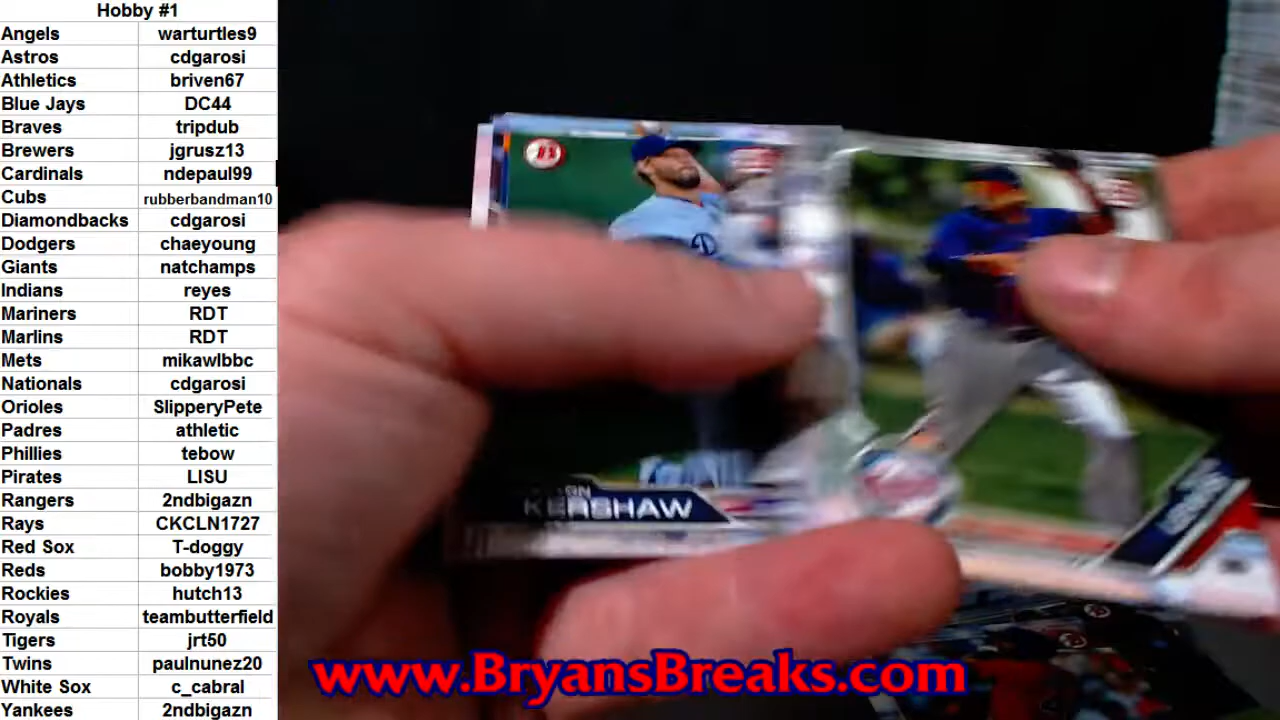 Hobby #1
Angels warturtles9
Astros cdgarosi
Athletics briven67
Blue Jays DC44
Braves tripdub
Brewers jgrusz13
Cardinals ndepaul99
Cubs rubberbandman10
Diamondbacks cdgarosi
Dodgers chaeyoung
Giants natchamps
Indians reyes
Mariners RDT
Marlins RDT
Mets mikawlbbc
Nationals cdgarosi
Orioles SlipperyPete
Padres athletic
Phillies tebow
Pirates LISU
Rangers 2ndbigazn
Rays CKCLN1727
Red Sox T-doggy
Reds bobby1973
Rockies hutch13
Royals teambutterfield
Tigers jrt50
Twins paulnunez20
White Sox c_cabral
Yankees 2ndbigazn
#1
KERSHAW
www.BryansBreaks.com